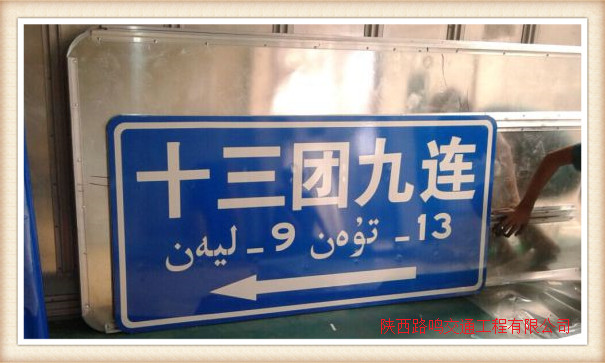 十三团九连
13- تۇەن 9- ليەن
陕西路鸣交通工程有限公司